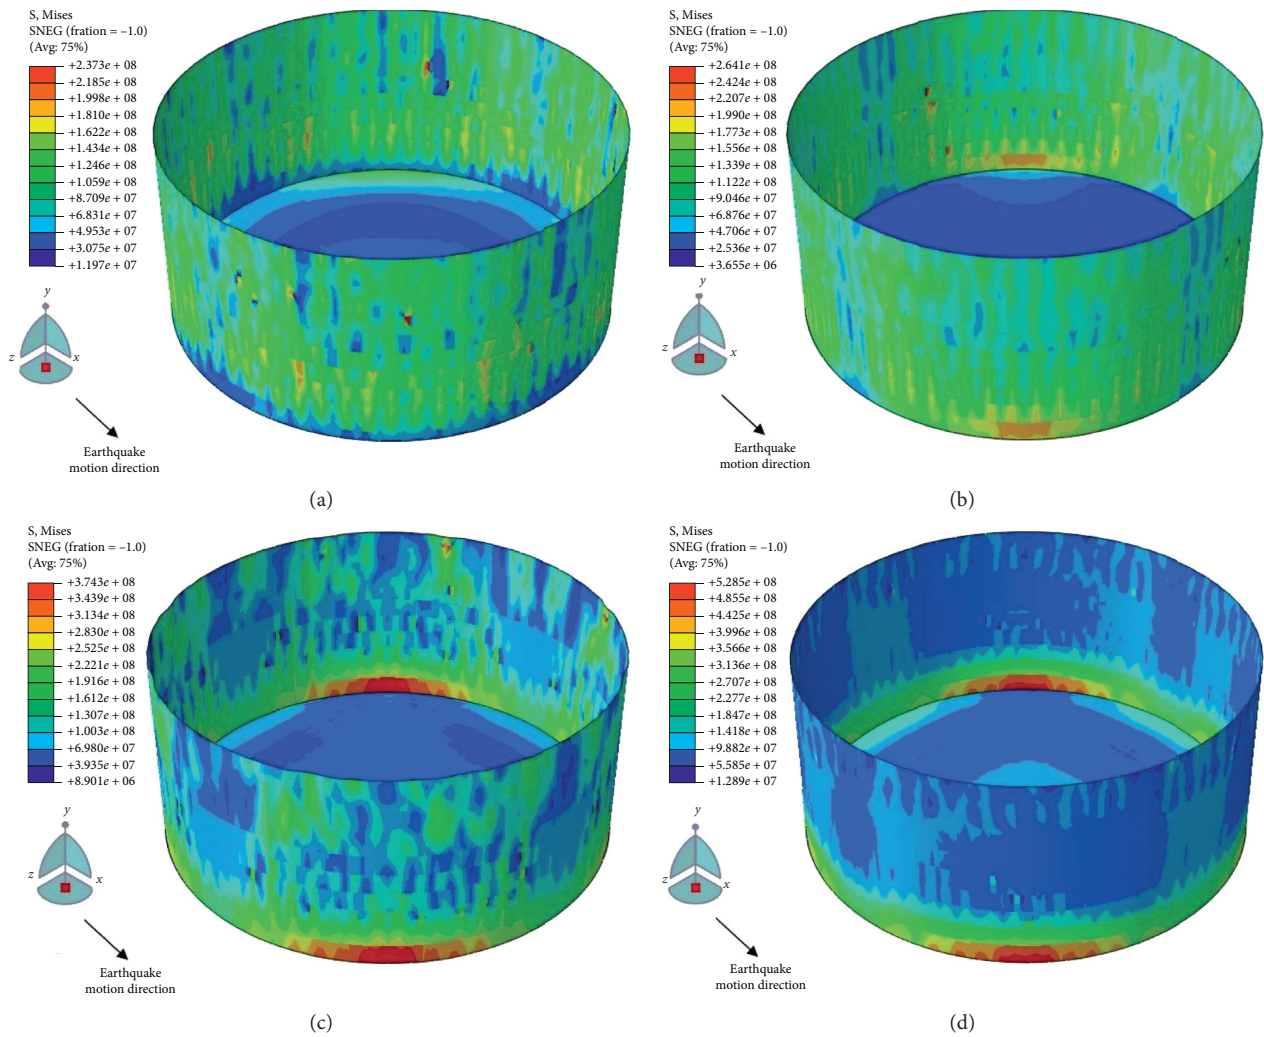 S, Mises
SNEG (fration = –1.0)
(Avg: 75%)
+2.373e + 08
+2.185e + 08
+1.998e + 08
+1.810e + 08
+1.622e + 08
+1.434e + 08
+1.246e + 08
+1.059e + 08
+8.709e + 07
+6.831e + 07
+4.953e + 07
+3.075e + 07
+1.197e + 07
y
z
x
Earthquake
motion direction
(a)
S, Mises
SNEG (fration = –1.0)
(Avg: 75%)
+2.641e + 08
+2.424e + 08
+2.207e + 08
+1.990e + 08
+1.773e + 08
+1.556e + 08
+1.339e + 08
+1.122e + 08
+9.046e + 07
+6.876e + 07
+4.706e + 07
+2.536e + 07
+3.655e + 06
y
z
x
Earthquake
motion direction
(b)
S, Mises
SNEG (fration = –1.0)
(Avg: 75%)
+3.743e + 08
+3.439e + 08
+3.134e + 08
+2.830e + 08
+2.525e + 08
+2.221e + 08
+1.916e + 08
+1.612e + 08
+1.307e + 08
+1.003e + 08
+6.980e + 07
+3.935e + 07
+8.901e + 06
y
z
x
Earthquake
motion direction
(c)
S, Mises
SNEG (fration = –1.0)
(Avg: 75%)
+5.285e + 08
+4.855e + 08
+4.425e + 08
+3.996e + 08
+3.566e + 08
+3.136e + 08
+2.707e + 08
+2.277e + 08
+1.847e + 08
+1.418e + 08
+9.882e + 07
+5.585e + 07
+1.289e + 07
y
z
x
Earthquake
motion direction
(d)